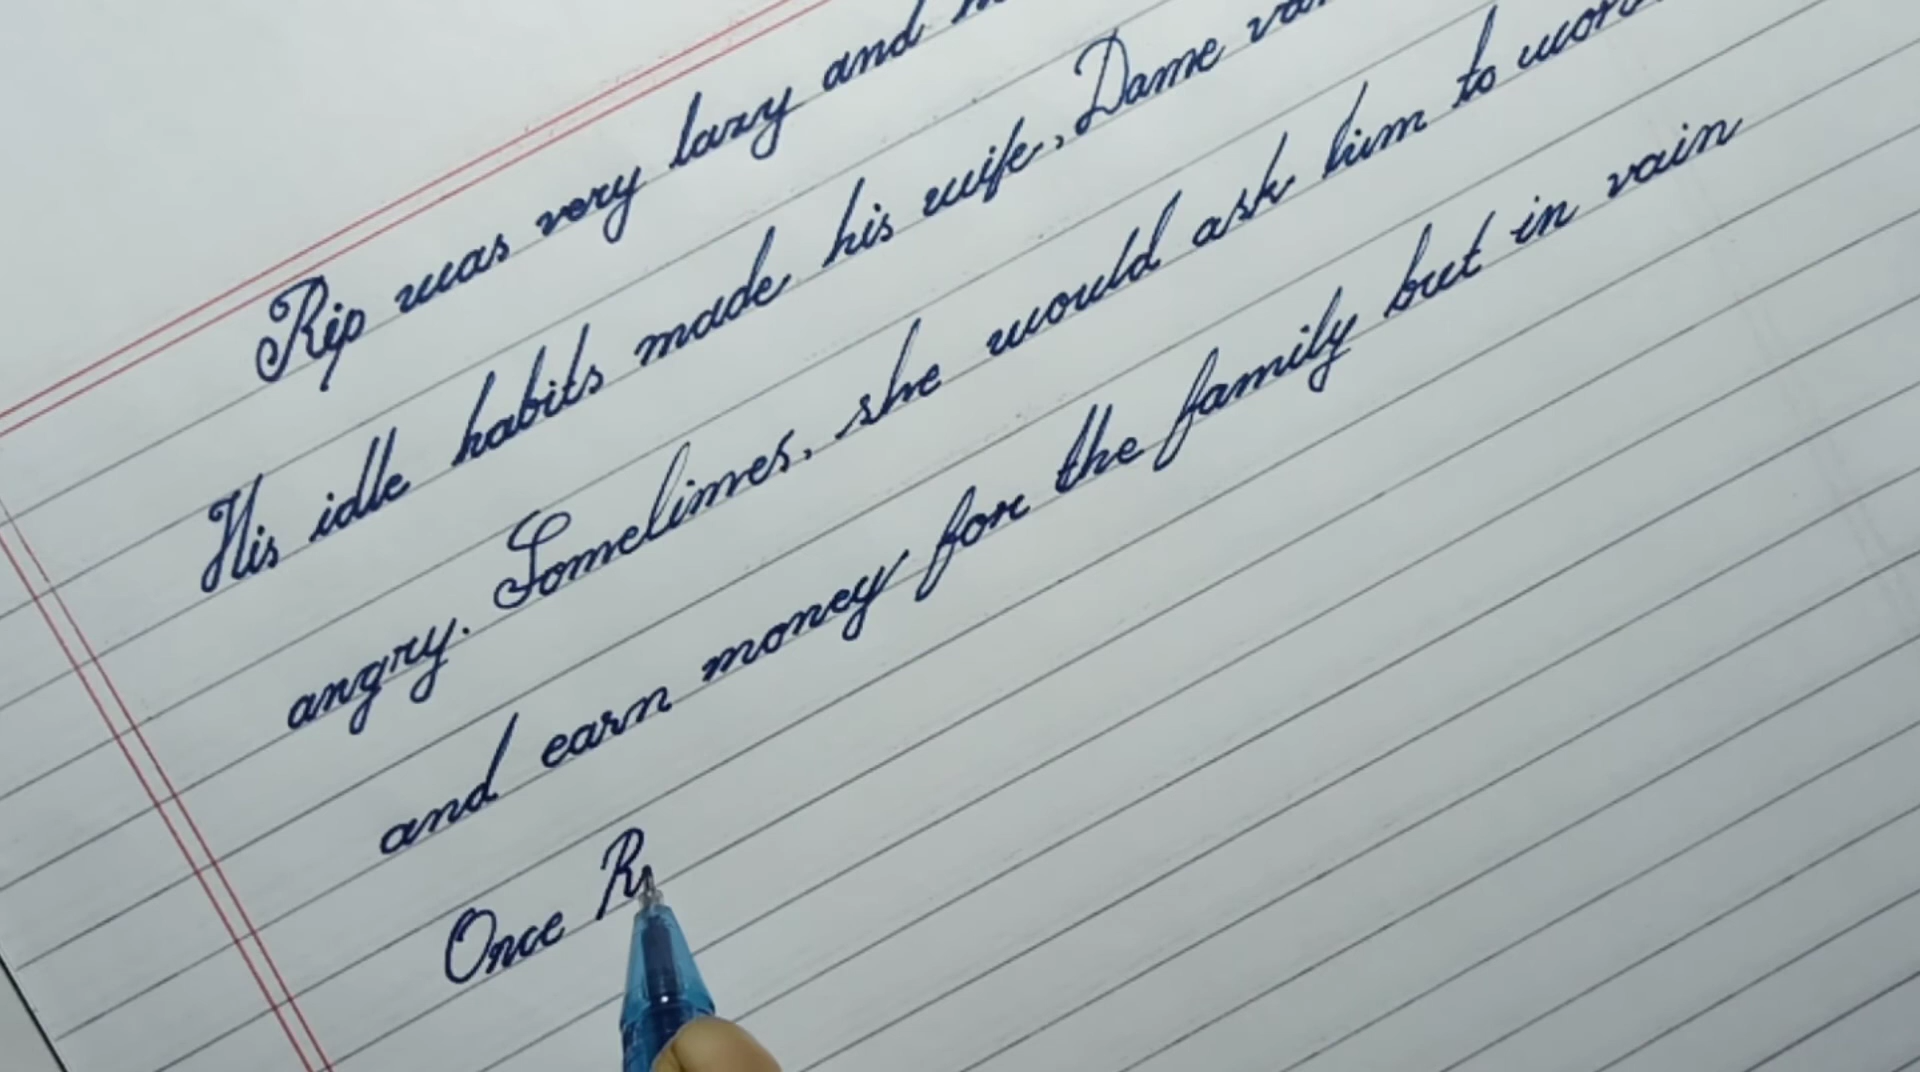 Rip was very lazy and
His idle habits made his wife, Dame
angry. Sometimes, she would ask him to
and earn money for the family but in vain
Once